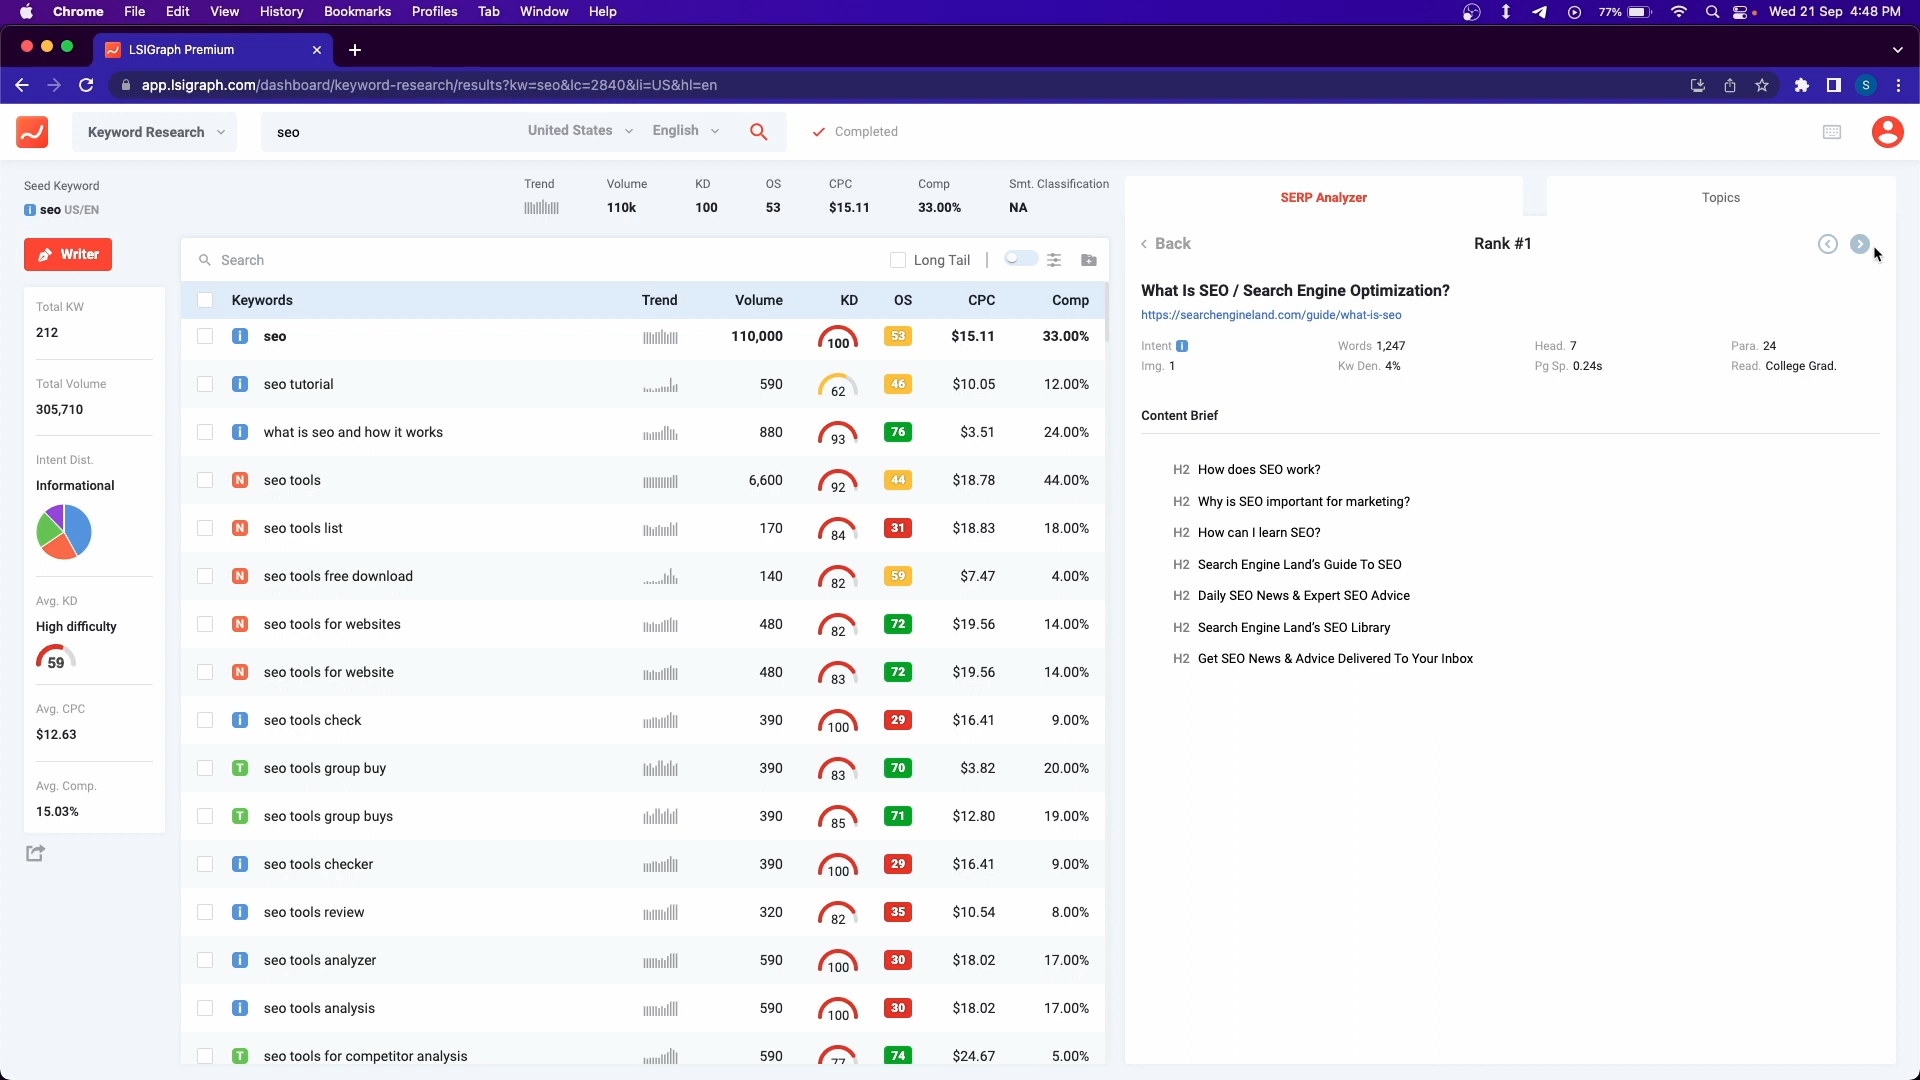 Chrome File Edit View History Bookmarks Profiles Tab Window Help 77% Wed 21 Sep 4:48 PM
LSIGraph Premium
app.lsigraph.com/dashboard/keyword-research/results?kw=seo&lc=2840&li=US&hl=en S
Keyword Research seo United States English Completed
Seed Keyword Trend Volume KD OS CPC Comp Smt. Classification
i seo US/EN 110k 100 53 $15.11 33.00% NA
SERP Analyzer Topics
Writer
Search Long Tail
Keywords Trend Volume KD OS CPC Comp
i seo 110,000 100 53 $15.11 33.00%
i seo tutorial 590 62 46 $10.05 12.00%
i what is seo and how it works 880 93 76 $3.51 24.00%
N seo tools 6,600 92 44 $18.78 44.00%
N seo tools list 170 84 31 $18.83 18.00%
N seo tools free download 140 82 59 $7.47 4.00%
N seo tools for websites 480 82 72 $19.56 14.00%
N seo tools for website 480 83 72 $19.56 14.00%
i seo tools check 390 100 29 $16.41 9.00%
T seo tools group buy 390 83 70 $3.82 20.00%
T seo tools group buys 390 85 71 $12.80 19.00%
i seo tools checker 390 100 29 $16.41 9.00%
i seo tools review 320 82 35 $10.54 8.00%
i seo tools analyzer 590 100 30 $18.02 17.00%
i seo tools analysis 590 100 30 $18.02 17.00%
T seo tools for competitor analysis 590 77 74 $24.67 5.00%
Total KW
212
Total Volume
305,710
Intent Dist.
Informational
Avg. KD
High difficulty
59
Avg. CPC
$12.63
Avg. Comp.
15.03%
Back Rank #1
What Is SEO / Search Engine Optimization?
https://searchengineland.com/guide/what-is-seo
Intent i Words 1,247 Head. 7 Para. 24
Img. 1 Kw Den. 4% Pg Sp. 0.24s Read. College Grad.
Content Brief
H2 How does SEO work?
H2 Why is SEO important for marketing?
H2 How can I learn SEO?
H2 Search Engine Land's Guide To SEO
H2 Daily SEO News & Expert SEO Advice
H2 Search Engine Land's SEO Library
H2 Get SEO News & Advice Delivered To Your Inbox